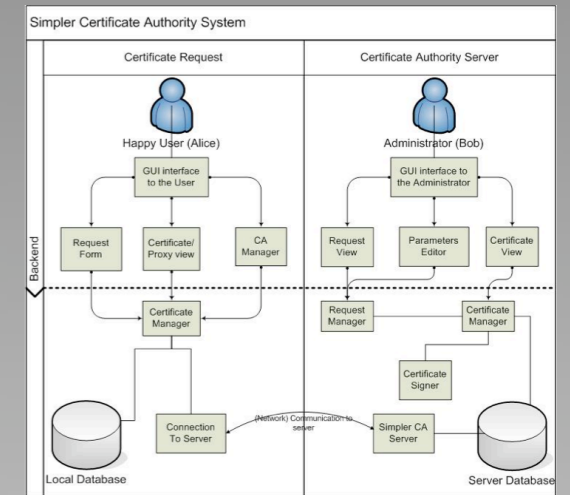 Simpler Certificate Authority System
Certificate Request
Certificate Authority Server
Happy User (Alice)
Administrator (Bob)
GUI interface
to the User
GUI interface to
the Administrator
Request
Form
Certificate/
Proxy view
CA
Manager
Request
View
Parameters
Editor
Certificate
View
Backend
Certificate
Manager
Request
Manager
Certificate
Manager
Certificate
Signer
Connection
To Server
(Network) Communication to
server
Simpler CA
Server
Local Database
Server Database